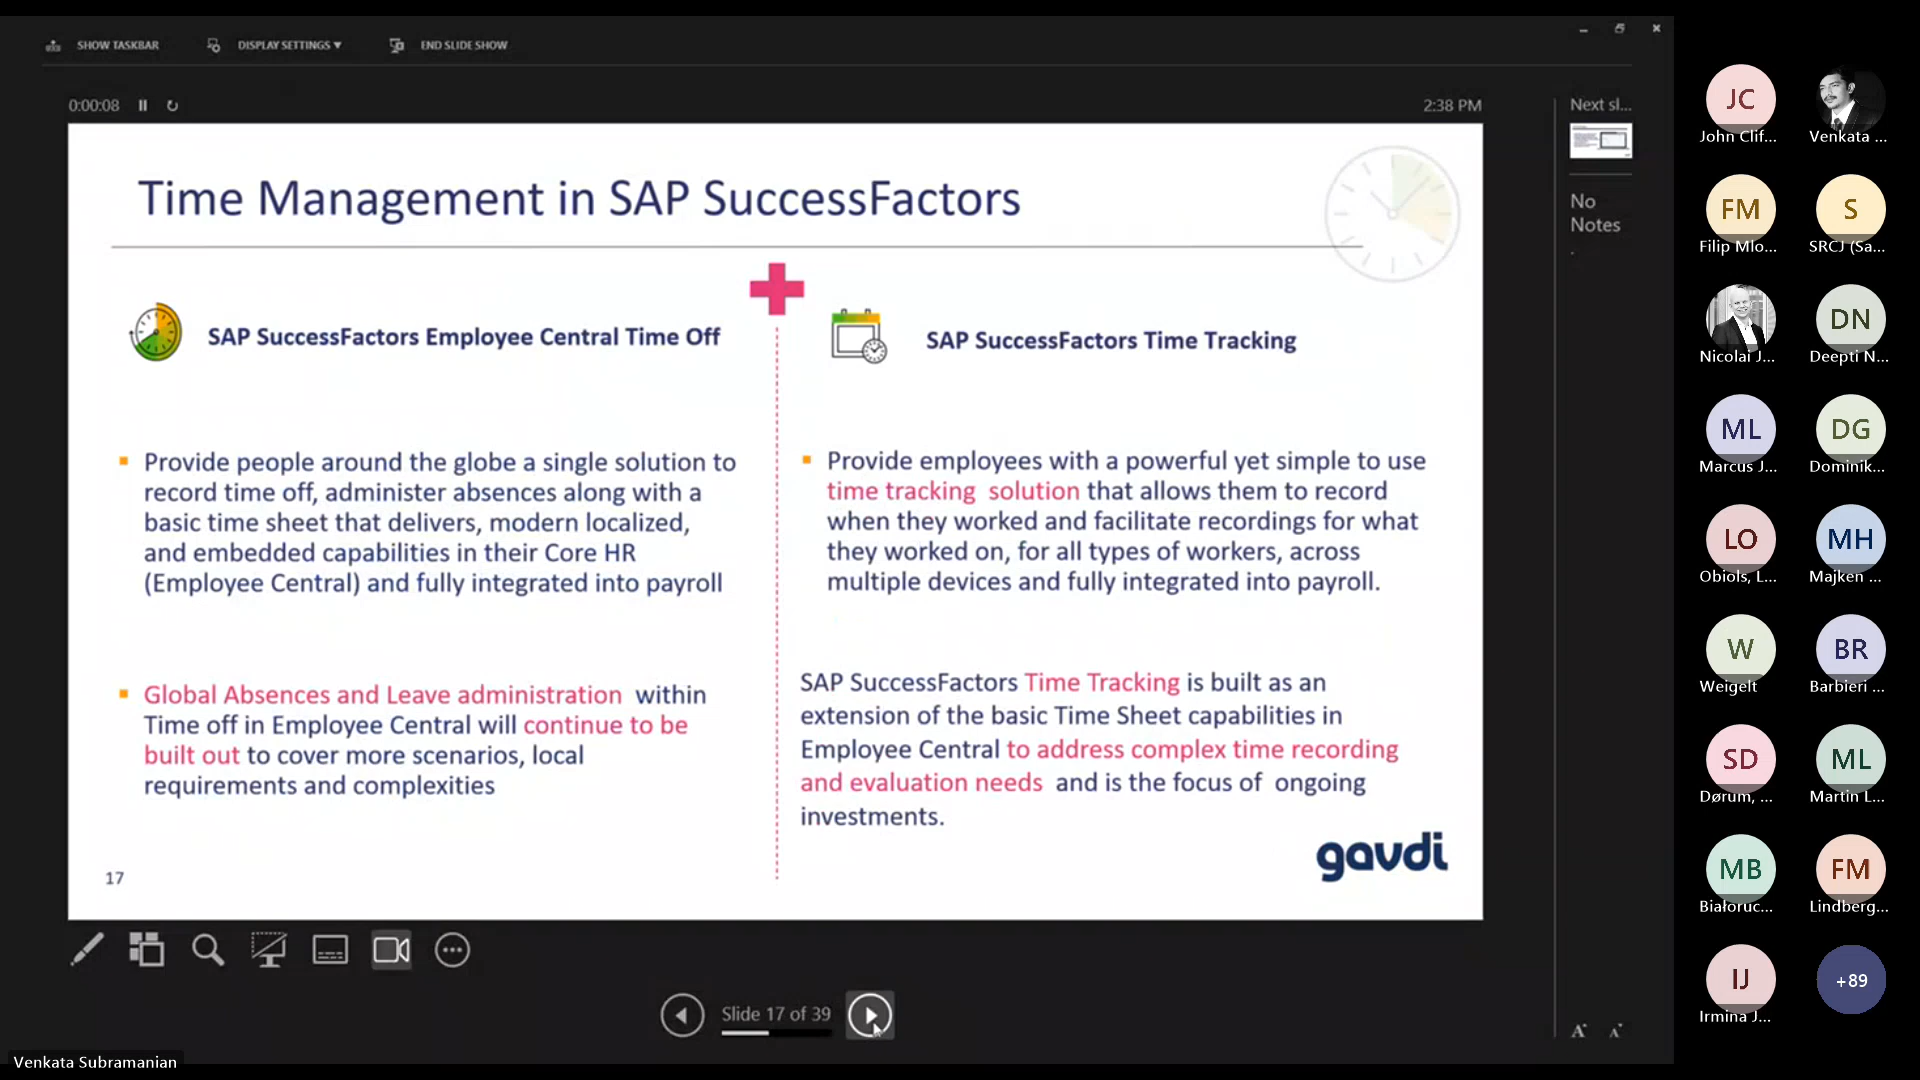 SHOW TASKBAR
DISPLAY SETTINGS ▼
END SLIDE SHOW
0:00:08
2:38 PM
Next sl...
No
Notes
.
Time Management in SAP SuccessFactors
SAP SuccessFactors Employee Central Time Off
Provide people around the globe a single solution to
record time off, administer absences along with a
basic time sheet that delivers, modern localized,
and embedded capabilities in their Core HR
(Employee Central) and fully integrated into payroll
Global Absences and Leave administration within
Time off in Employee Central will continue to be
built out to cover more scenarios, local
requirements and complexities
SAP SuccessFactors Time Tracking
Provide employees with a powerful yet simple to use
time tracking solution that allows them to record
when they worked and facilitate recordings for what
they worked on, for all types of workers, across
multiple devices and fully integrated into payroll.
SAP SuccessFactors Time Tracking is built as an
extension of the basic Time Sheet capabilities in
Employee Central to address complex time recording
and evaluation needs and is the focus of ongoing
investments.
gavdi
17
Slide 17 of 39
A A
Venkata Subramanian
JC
John Clif...
Venkata ...
FM
Filip Mlo...
S
SRCJ (Sa...
Nicolai J...
DN
Deepti N...
ML
Marcus J...
DG
Dominik...
LO
Obiols, L...
MH
Majken ...
W
Weigelt
BR
Barbieri ...
SD
Dørum, ...
ML
Martin L...
MB
Białoruc...
FM
Lindberg...
IJ
Irmina J...
+89